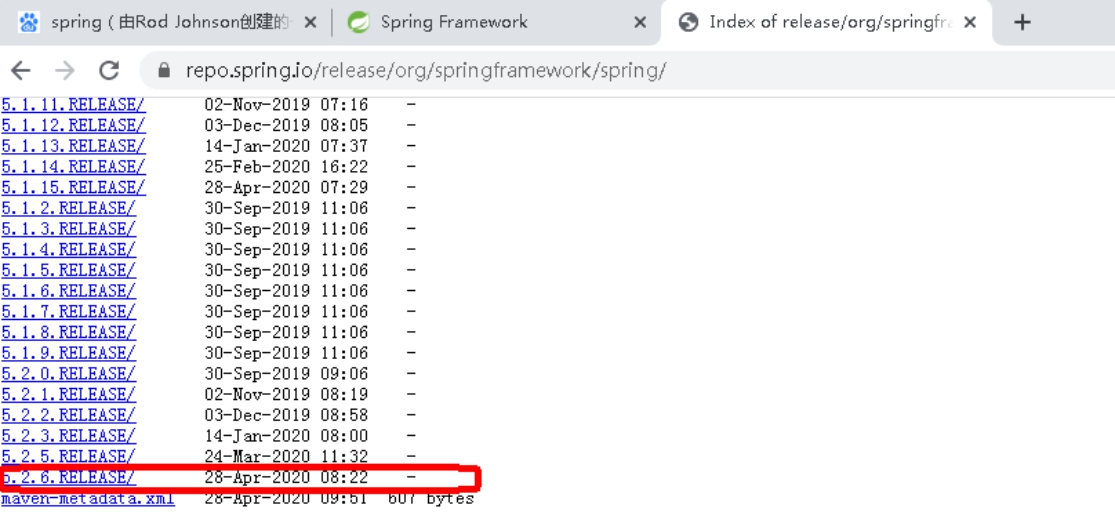 spring ( 由Rod Johnson创建的
Spring Framework
Index of release/org/springfr
repo.spring.io/release/org/springframework/spring/
5.1.11.RELEASE/ 02-Nov-2019 07:16 -
5.1.12.RELEASE/ 03-Dec-2019 08:05 -
5.1.13.RELEASE/ 14-Jan-2020 07:37 -
5.1.14.RELEASE/ 25-Feb-2020 16:22 -
5.1.15.RELEASE/ 28-Apr-2020 07:29 -
5.1.2.RELEASE/ 30-Sep-2019 11:06 -
5.1.3.RELEASE/ 30-Sep-2019 11:06 -
5.1.4.RELEASE/ 30-Sep-2019 11:06 -
5.1.5.RELEASE/ 30-Sep-2019 11:06 -
5.1.6.RELEASE/ 30-Sep-2019 11:06 -
5.1.7.RELEASE/ 30-Sep-2019 11:06 -
5.1.8.RELEASE/ 30-Sep-2019 11:06 -
5.1.9.RELEASE/ 30-Sep-2019 11:06 -
5.2.0.RELEASE/ 30-Sep-2019 09:06 -
5.2.1.RELEASE/ 02-Nov-2019 08:19 -
5.2.2.RELEASE/ 03-Dec-2019 08:58 -
5.2.3.RELEASE/ 14-Jan-2020 08:00 -
5.2.5.RELEASE/ 24-Mar-2020 11:32 -
5.2.6.RELEASE/ 28-Apr-2020 08:22 -
maven-metadata.xml 28-Apr-2020 09:51 607 bytes